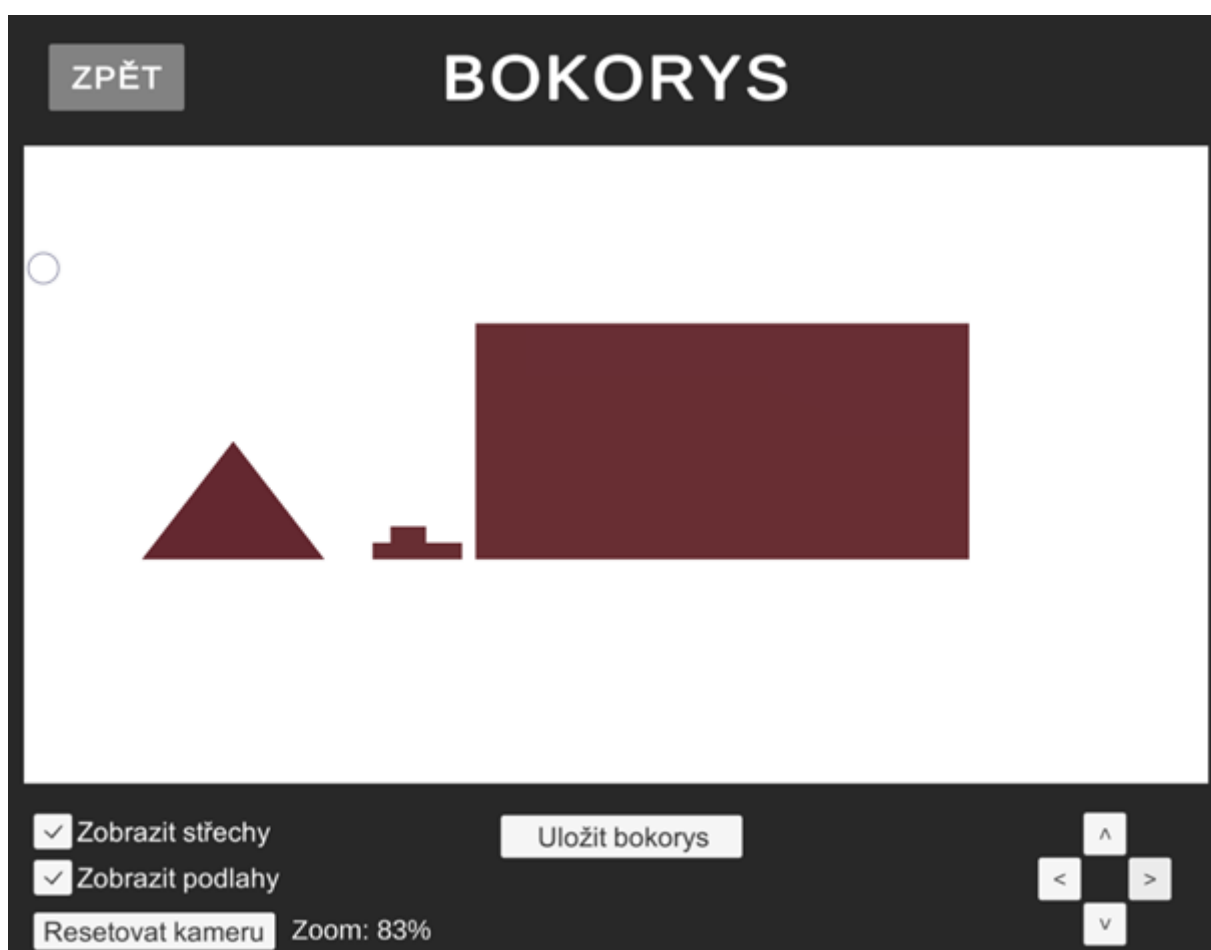 ZPĚT
BOKORYS
Zobrazit střechy
Uložit bokorys
Zobrazit podlahy
Resetovat kameru
Zoom: 83%
˄
<
>
˅